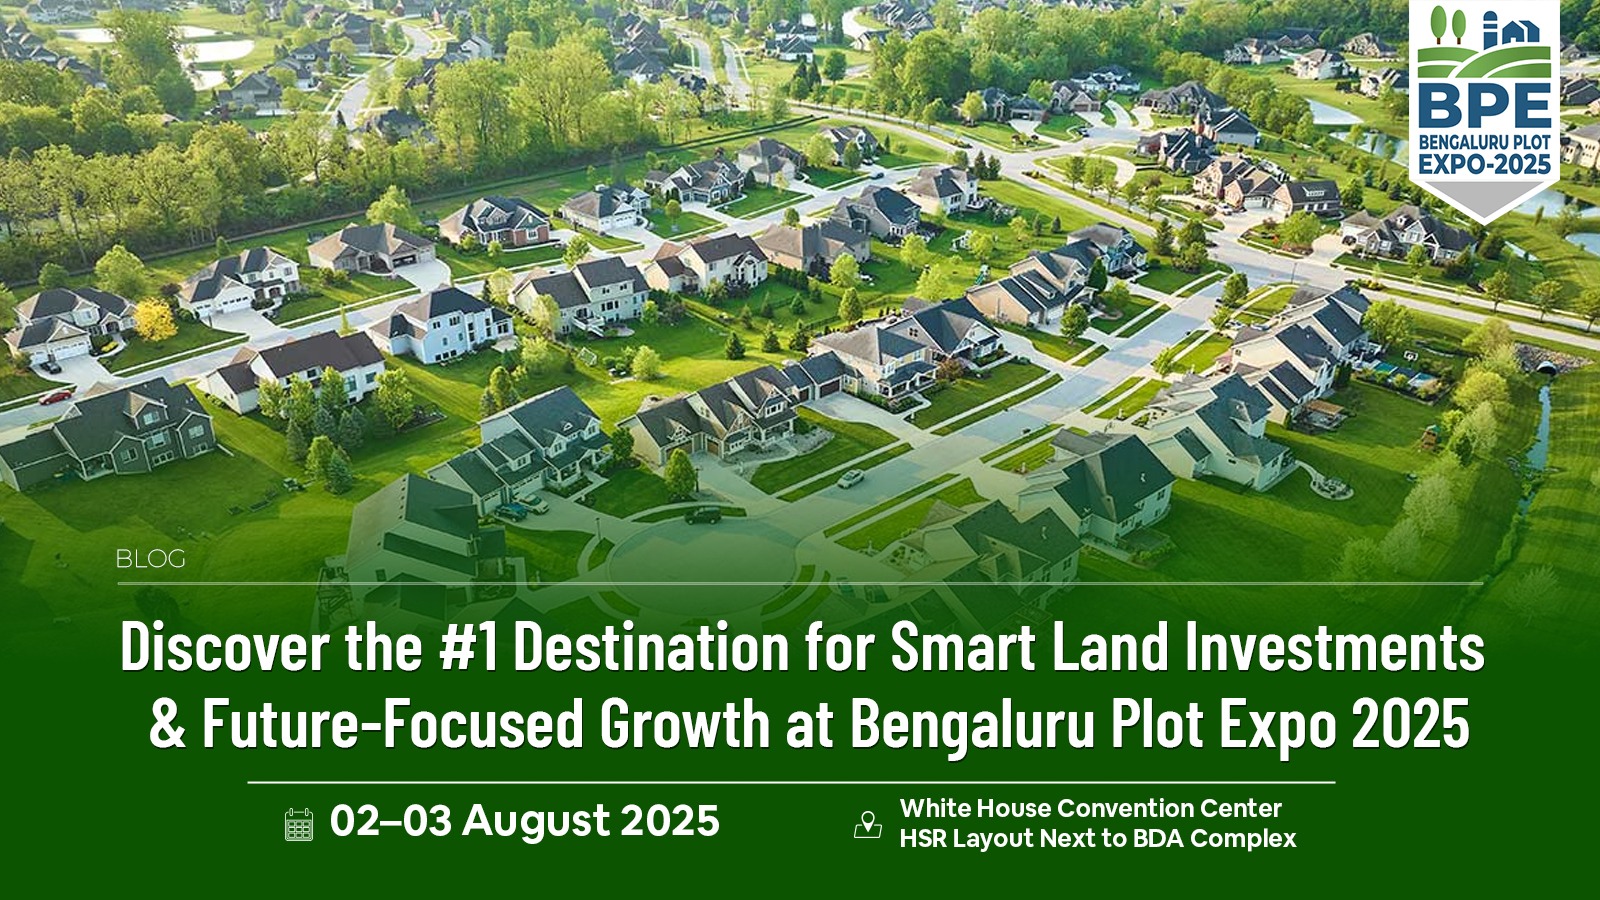 BPE
BENGALURU PLOT
EXPO-2025
BLOG
Discover the #1 Destination for Smart Land Investments
& Future-Focused Growth at Bengaluru Plot Expo 2025
02–03 August 2025
White House Convention Center
HSR Layout Next to BDA Complex